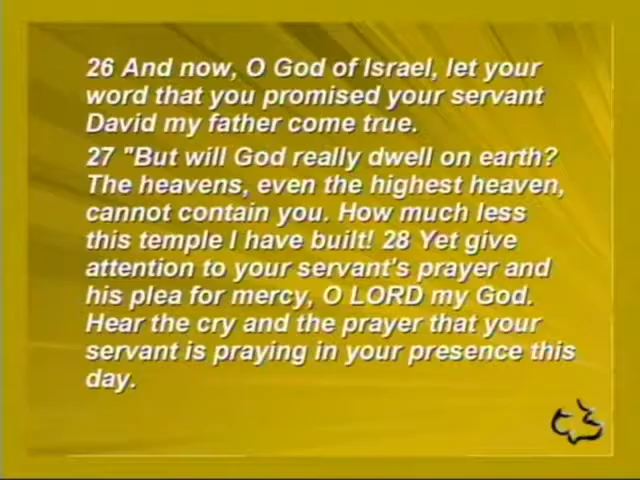 26 And now, O God of Israel, let your
word that you promised your servant
David my father come true.
27 "But will God really dwell on earth?
The heavens, even the highest heaven,
cannot contain you. How much less
this temple I have built! 28 Yet give
attention to your servant's prayer and
his plea for mercy, O LORD my God.
Hear the cry and the prayer that your
servant is praying in your presence this
day.